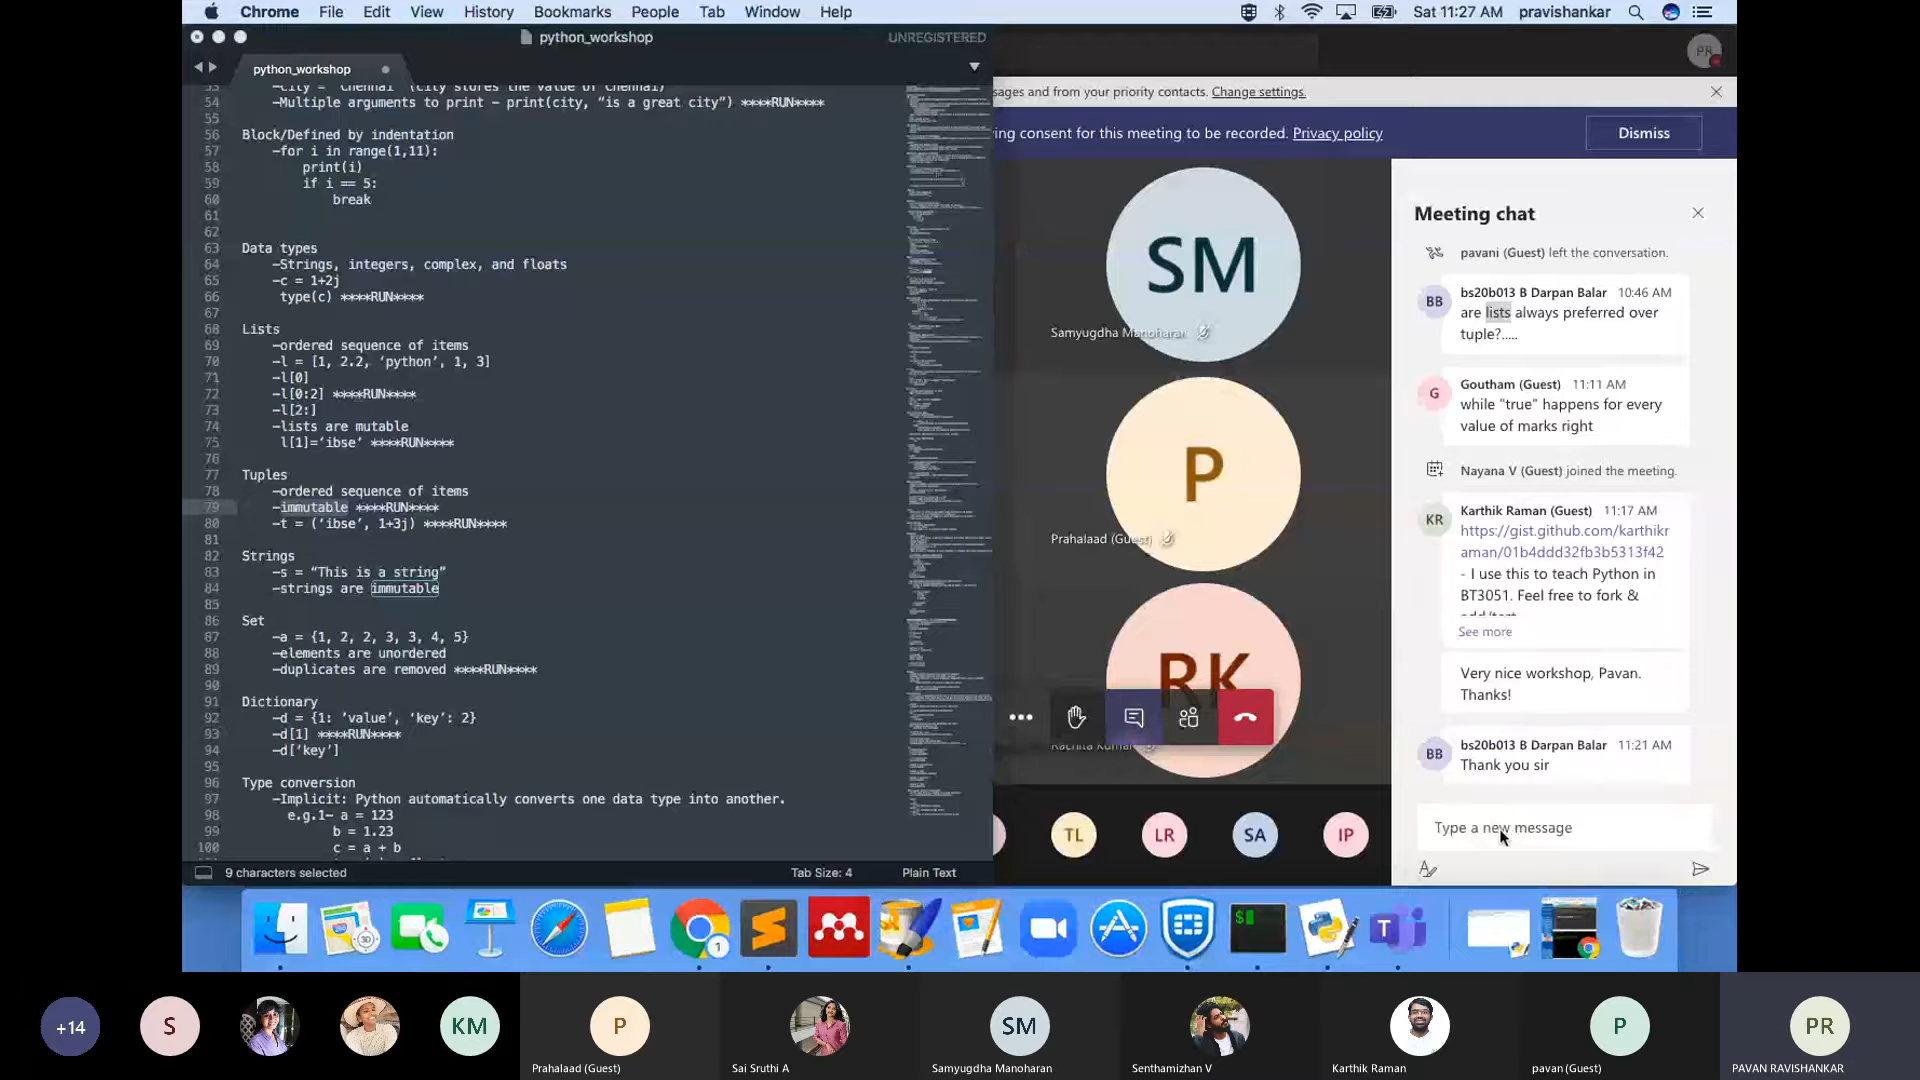 Chrome File Edit View History Bookmarks People Tab Window Help
Sat 11:27 AM pravishankar
python_workshop
UNREGISTERED
python_workshop
53 -city = "Chennai" (city stores the value of Chennai)
54 -Multiple arguments to print - print(city, “is a great city”) ****RUN****
55
56 Block/Defined by indentation
57 -for i in range(1,11):
58 print(i)
59 if i == 5:
60 break
61
62
63 Data types
64 -Strings, integers, complex, and floats
65 -c = 1+2j
66 type(c) ****RUN****
67
68 Lists
69 -ordered sequence of items
70 -l = [1, 2.2, ‘python’, 1, 3]
71 -l[0]
72 -l[0:2] ****RUN****
73 -l[2:]
74 -lists are mutable
75 l[1]=‘ibse’ ****RUN****
76
77 Tuples
78 -ordered sequence of items
79 -immutable ****RUN****
80 -t = (‘ibse’, 1+3j) ****RUN****
81
82 Strings
83 -s = “This is a string”
84 -strings are immutable
85
86 Set
87 -a = {1, 2, 2, 3, 3, 4, 5}
88 -elements are unordered
89 -duplicates are removed ****RUN****
90
91 Dictionary
92 -d = {1: ’value’, ‘key’: 2}
93 -d[1] ****RUN****
94 -d[‘key’]
95
96 Type conversion
97 -Implicit: Python automatically converts one data type into another.
98 e.g.1- a = 123
99 b = 1.23
100 c = a + b
9 characters selected
Tab Size: 4
Plain Text
PR
sages and from your priority contacts. Change settings.
ing consent for this meeting to be recorded. Privacy policy
Dismiss
SM
Samyugdha Manoharan
P
Prahalaad (Guest)
RK
Rachita Kumar
TL
LR
SA
IP
Meeting chat
pavani (Guest) left the conversation.
BB
bs20b013 B Darpan Balar 10:46 AM
are lists always preferred over
tuple?.....
G
Goutham (Guest) 11:11 AM
while "true" happens for every
value of marks right
Nayana V (Guest) joined the meeting.
KR
Karthik Raman (Guest) 11:17 AM
https://gist.github.com/karthikr
aman/01b4ddd32fb3b5313f42
- I use this to teach Python in
BT3051. Feel free to fork &
See more
Very nice workshop, Pavan.
Thanks!
BB
bs20b013 B Darpan Balar 11:21 AM
Thank you sir
Type a new message
1
$
+14
S
KM
P
Prahalaad (Guest)
Sai Sruthi A
SM
Samyugdha Manoharan
Senthamizhan V
Karthik Raman
P
pavan (Guest)
PR
PAVAN RAVISHANKAR